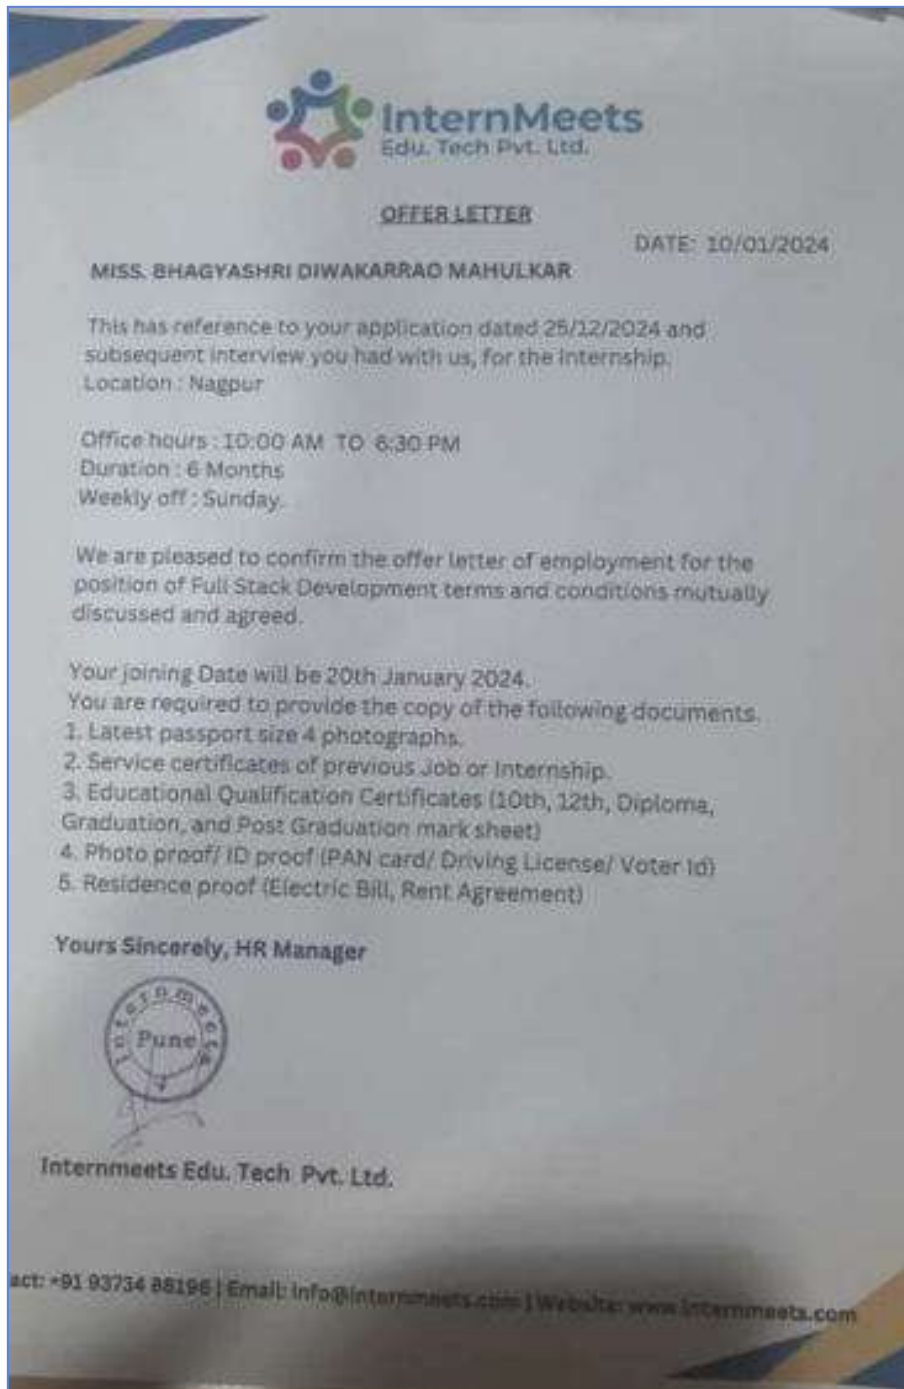 InternMeets
Edu. Tech Pvt. Ltd.
OFFER LETTER
DATE: 10/01/2024
MISS. BHAGYASHRI DIWAKARRAO MAHULKAR
This has reference to your application dated 25/12/2024 and
subsequent interview you had with us, for the Internship.
Location : Nagpur
Office hours : 10:00 AM TO 6:30 PM
Duration : 6 Months
Weekly off : Sunday.
We are pleased to confirm the offer letter of employment for the
position of Full Stack Development terms and conditions mutually
discussed and agreed.
Your joining Date will be 20th January 2024.
You are required to provide the copy of the following documents.
1. Latest passport size 4 photographs.
2. Service certificates of previous Job or Internship.
3. Educational Qualification Certificates (10th, 12th, Diploma,
Graduation, and Post Graduation mark sheet)
4. Photo proof/ ID proof (PAN card/ Driving License/ Voter Id)
5. Residence proof (Electric Bill, Rent Agreement)
Yours Sincerely, HR Manager
Internmeets
Pune
Internmeets Edu. Tech Pvt. Ltd.
act: +91 93734 88196 | Email: info@internmeets.com | Website: www.internmeets.com